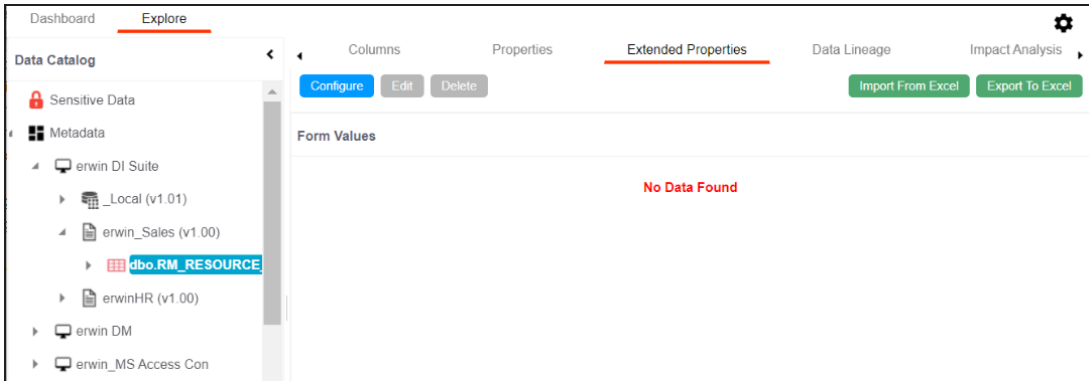 Dashboard Explore
Data Catalog
Columns Properties Extended Properties Data Lineage Impact Analysis
Configure Edit Delete Import From Excel Export To Excel
Sensitive Data
Metadata
Form Values
erwin DI Suite
No Data Found
_Local (v1.01)
erwin_Sales (v1.00)
dbo.RM_RESOURCE_
erwinHR (v1.00)
erwin DM
erwin_MS Access Con